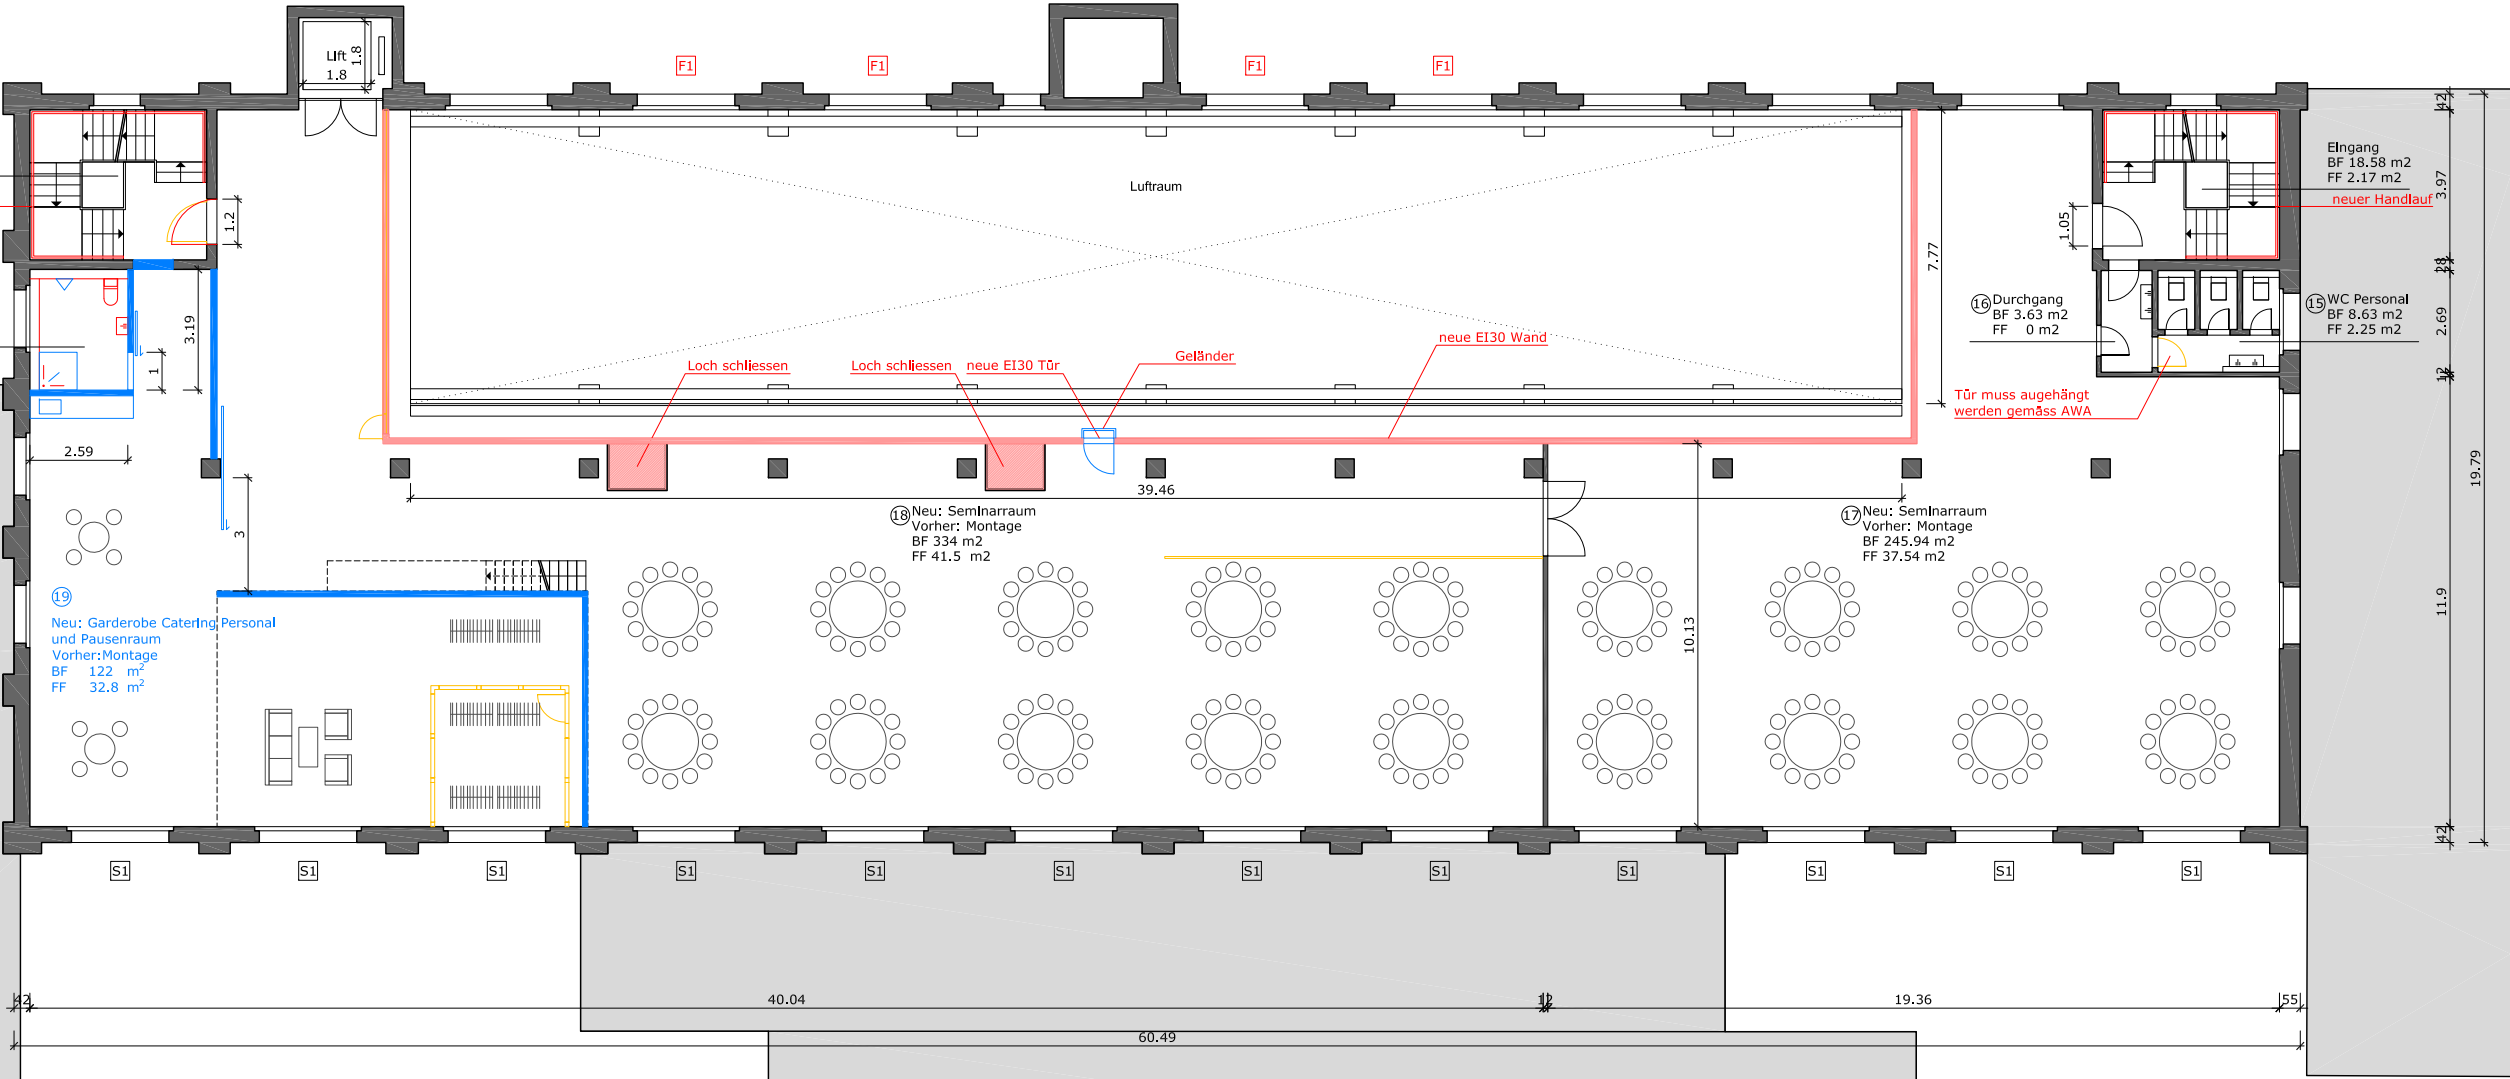 Lift
1.8
1.8
F1
F1
F1
F1
42
Eingang
BF 18.58 m2
FF 2.17 m2
neuer Handlauf
3.97
Luftraum
1.2
1.05
7.77
28
16 Durchgang
BF 3.63 m2
FF 0 m2
15 WC Personal
BF 8.63 m2
FF 2.25 m2
2.69
3.19
1
neue EI30 Wand
Geländer
Loch schliessen
Loch schliessen
neue EI30 Tür
12
Tür muss augehängt
werden gemäss AWA
2.59
19.79
39.46
3
18 Neu: Seminarraum
Vorher: Montage
BF 334 m2
FF 41.5 m2
17 Neu: Seminarraum
Vorher: Montage
BF 245.94 m2
FF 37.54 m2
19
Neu: Garderobe Catering Personal
und Pausenraum
Vorher:Montage
BF 122 m²
FF 32.8 m²
10.13
11.9
42
S1
S1
S1
S1
S1
S1
S1
S1
S1
S1
S1
S1
42
40.04
12
19.36
55
60.49